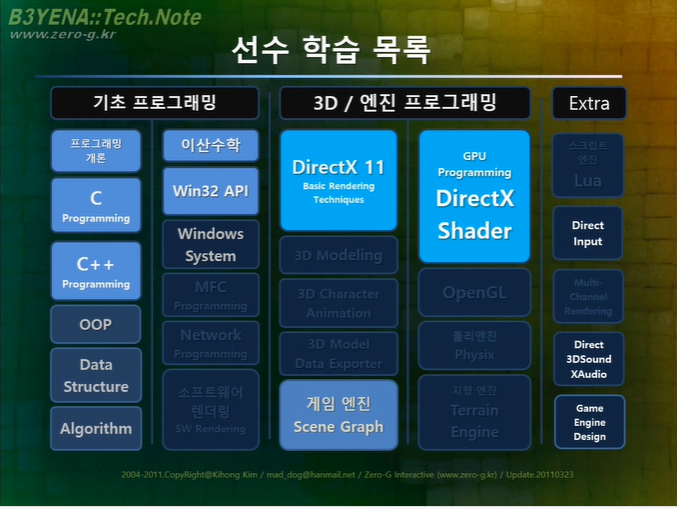 B3YENA::Tech.Note
www.zero-g.kr
선수 학습 목록
기초 프로그래밍
3D / 엔진 프로그래밍
Extra
프로그래밍
개론
C
Programming
C++
Programming
OOP
Data
Structure
Algorithm
이산수학
Win32 API
Windows
System
MFC
Programming
Network
Programming
소프트웨어
렌더링
SW Rendering
DirectX 11
Basic Rendering
Techniques
3D Modeling
3D Character
Animation
3D Model
Data Exporter
게임 엔진
Scene Graph
GPU
Programming
DirectX
Shader
OpenGL
물리엔진
Physix
지형 엔진
Terrain
Engine
스크립트
엔진
Lua
Direct
Input
Multi-
Channel
Rendering
Direct
3DSound
XAudio
Game
Engine
Design
2004-2011.CopyRight@Kihong Kim / mad_dog@hanmail.net / Zero-G Interactive (www.zero-g.kr) / Update.20110323